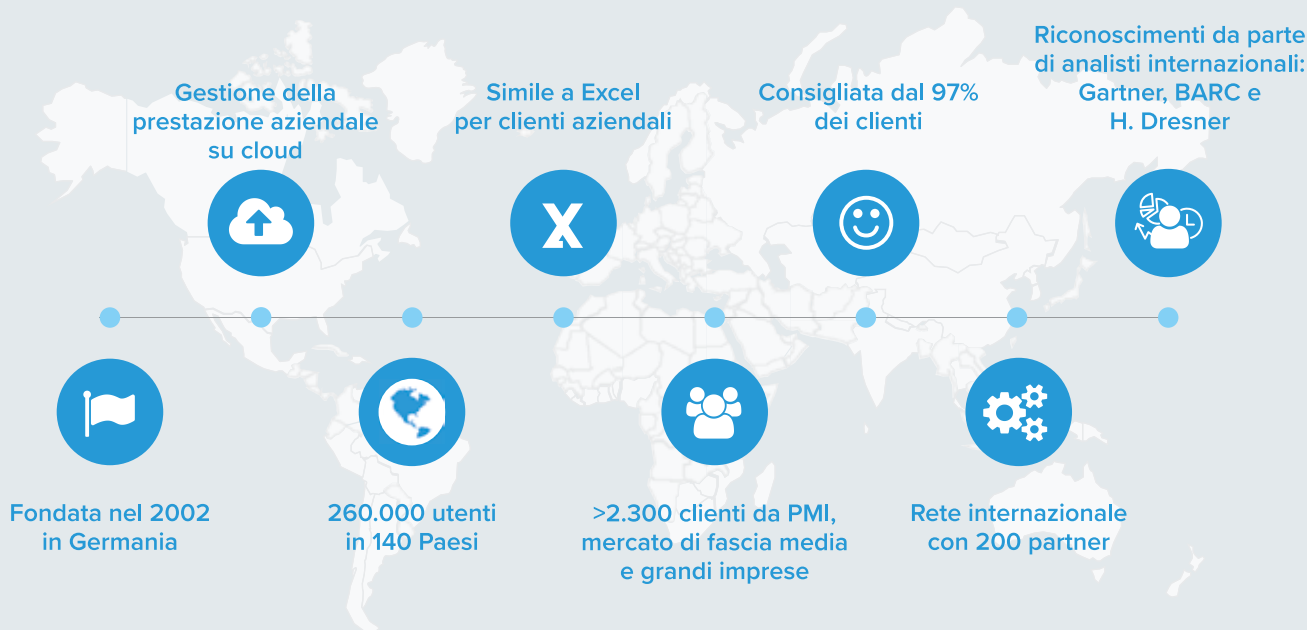 Riconoscimenti da parte
di analisti internazionali:
Gartner, BARC e
H. Dresner
Gestione della
prestazione aziendale
su cloud
Simile a Excel
per clienti aziendali
Consigliata dal 97%
dei clienti
X
Fondata nel 2002
in Germania
260.000 utenti
in 140 Paesi
>2.300 clienti da PMI,
mercato di fascia media
e grandi imprese
Rete internazionale
con 200 partner